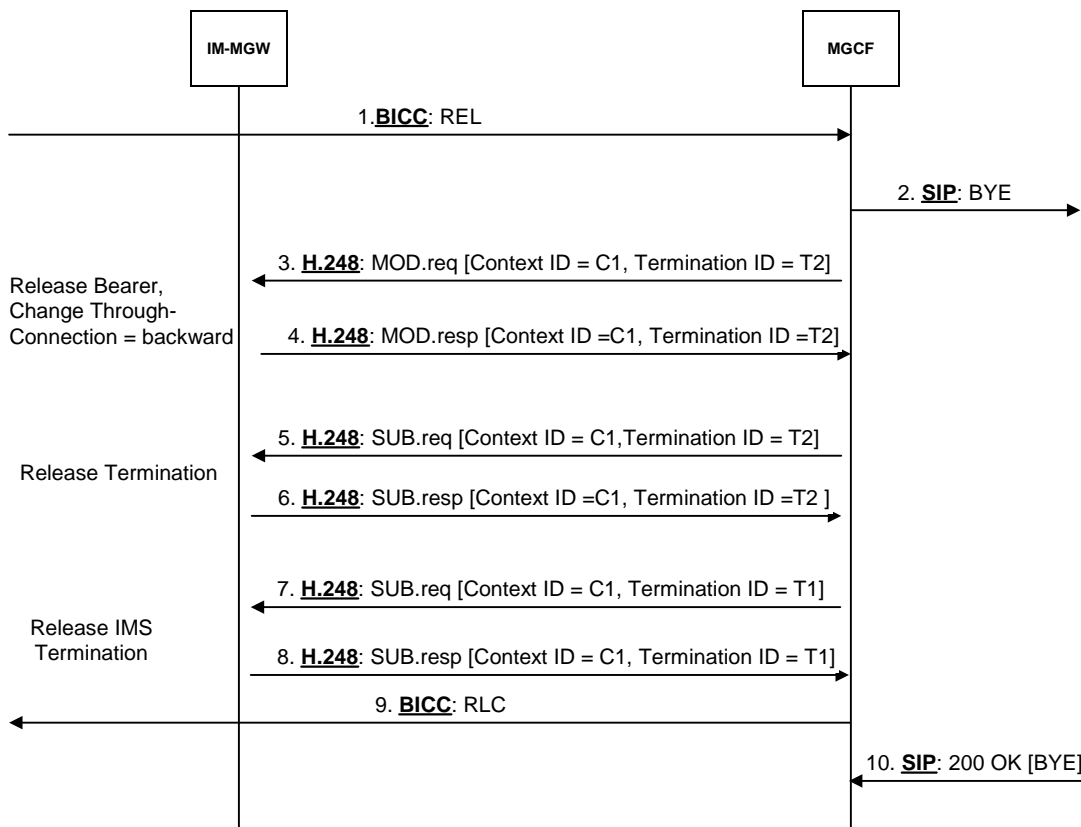 IM-MGW
MGCF
1.BICC: REL
2. SIP: BYE
3. H.248: MOD.req [Context ID = C1, Termination ID = T2]
Release Bearer,
Change Through-
Connection = backward
4. H.248: MOD.resp [Context ID =C1, Termination ID =T2]
5. H.248: SUB.req [Context ID = C1,Termination ID = T2]
Release Termination
6. H.248: SUB.resp [Context ID =C1, Termination ID =T2 ]
7. H.248: SUB.req [Context ID = C1, Termination ID = T1]
Release IMS
Termination
8. H.248: SUB.resp [Context ID = C1, Termination ID = T1]
9. BICC: RLC
10. SIP: 200 OK [BYE]